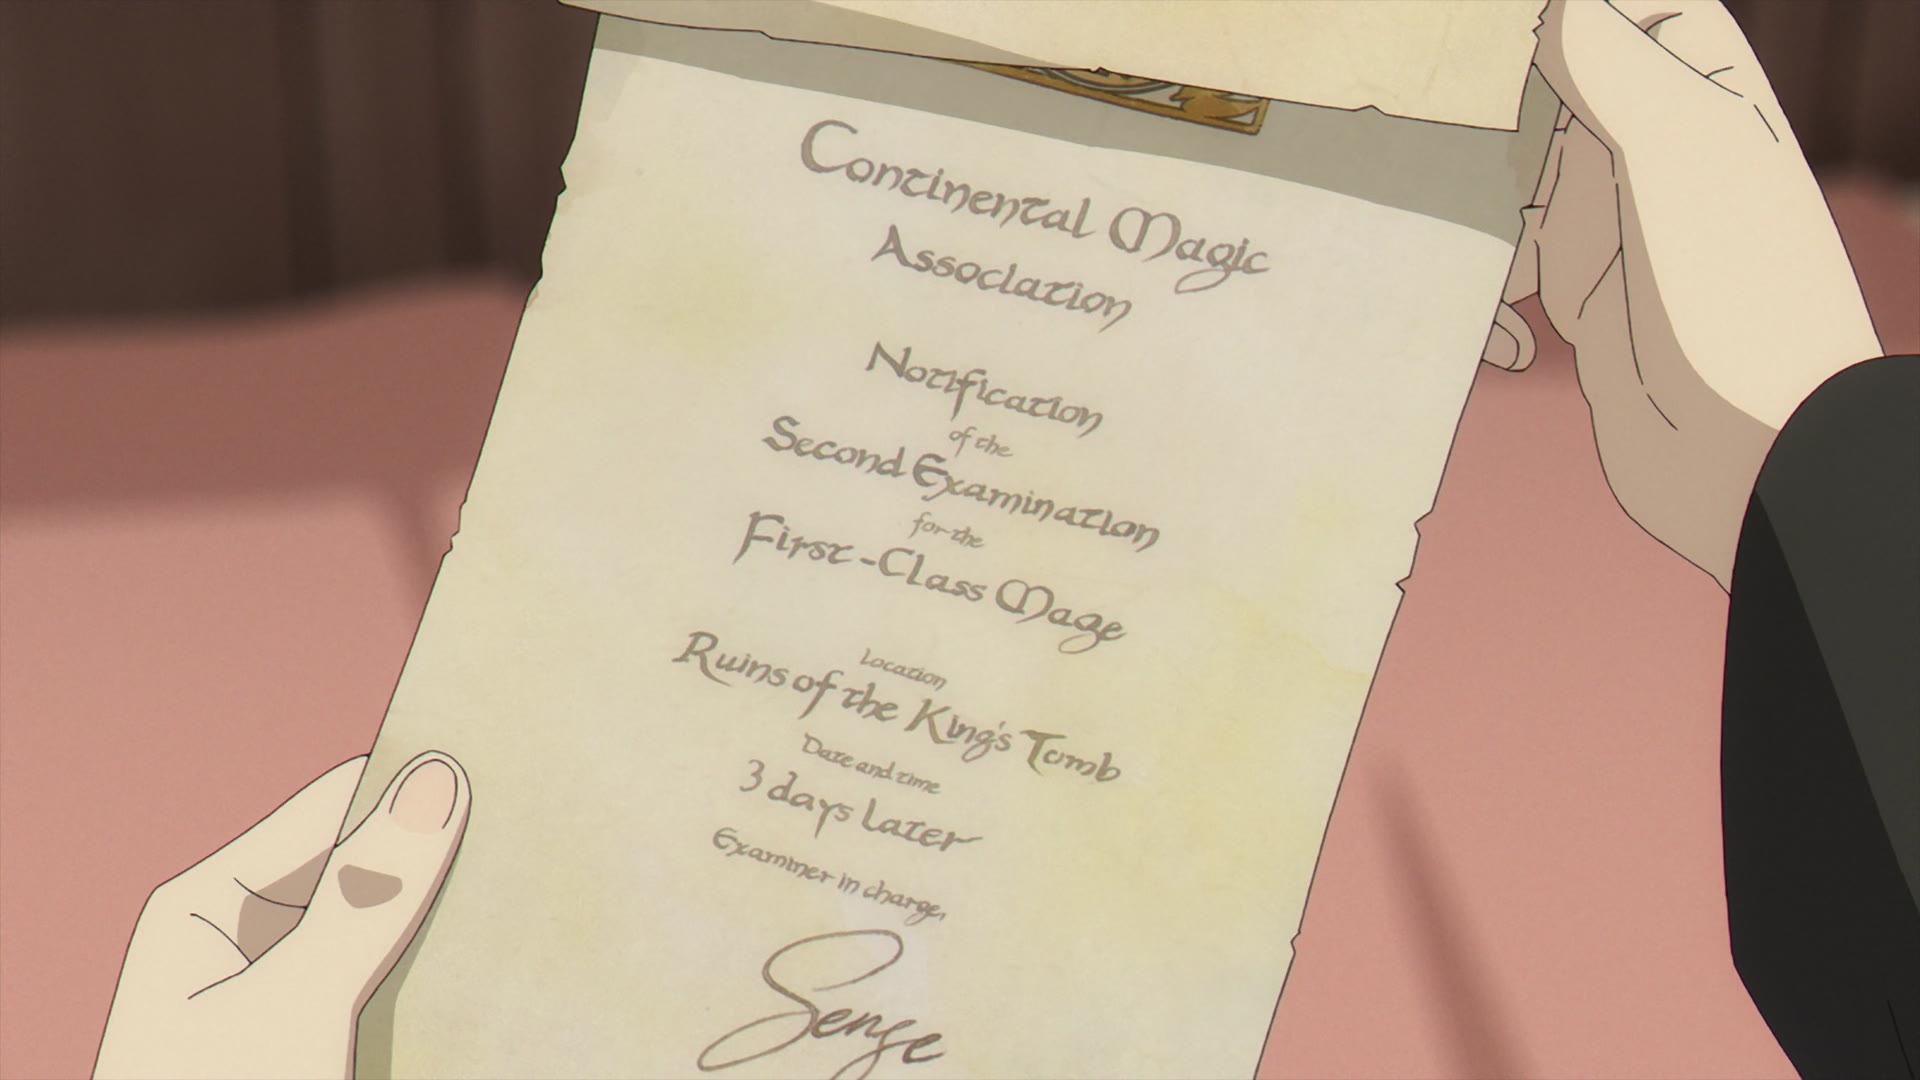 Continental Magic
Association
Notification
of the
Second Examination
for the
First-Class Mage
Location
Ruins of the King's Tomb
Date and time
3 days Later
Examiner in charge,
Sense